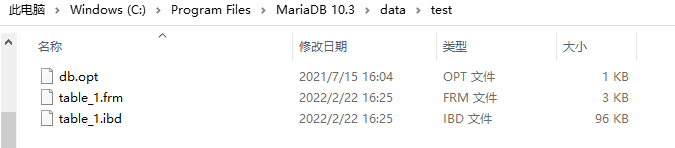 此电脑 > Windows (C:) > Program Files > MariaDB 10.3 > data > test
名称 修改日期 类型 大小
db.opt 2021/7/15 16:04 OPT 文件 1 KB
table_1.frm 2022/2/22 16:25 FRM 文件 3 KB
table_1.ibd 2022/2/22 16:25 IBD 文件 96 KB